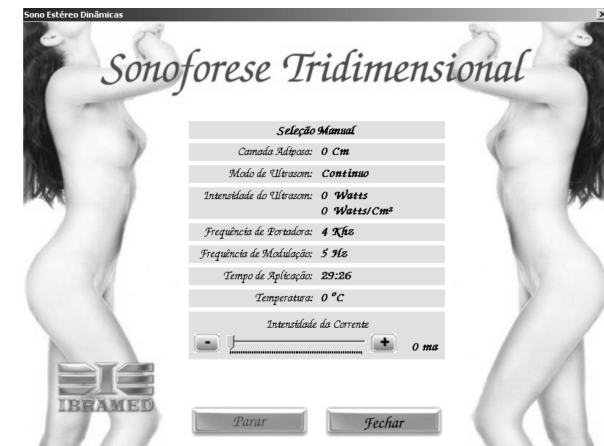 Sono Estéreo Dinâmicas
Sonoforese Tridimensional
Seleção Manual
Camada Adiposa: 0 Cm
Modo de Ultrasom: Continuo
Intensidade do Ultrasom: 0 Watts
0 Watts/Cm²
Frequência de Portadora: 4 Khz
Frequência de Modulação: 5 Hz
Tempo de Aplicação: 29:26
Temperatura: 0 °C
Intensidade da Corrente
- + 0 ma
IBRAMED
Parar Fechar